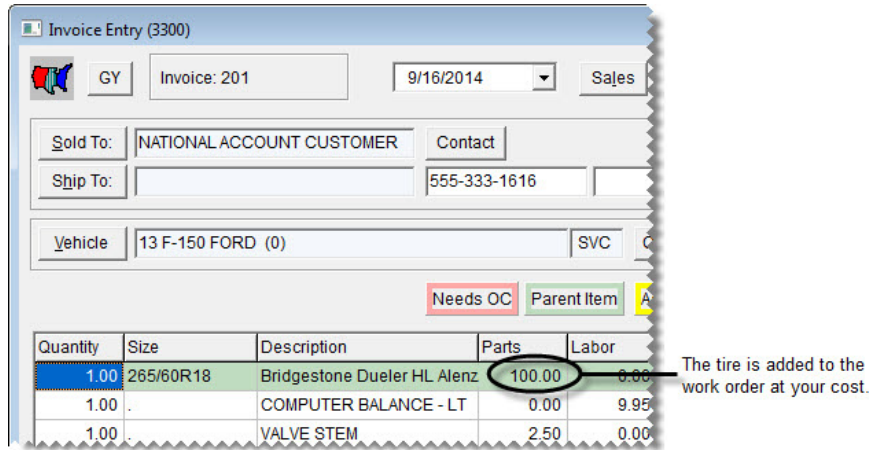 Invoice Entry (3300)
GY Invoice: 201 9/16/2014 Sales
Sold To: NATIONAL ACCOUNT CUSTOMER Contact
Ship To: 555-333-1616
Vehicle 13 F-150 FORD (0) SVC
Needs OC Parent Item A
Quantity Size Description Parts Labor
1.00 265/60R18 Bridgestone Dueler HL Alenz 100.00 0.00
1.00 . COMPUTER BALANCE - LT 0.00 9.95
1.00 . VALVE STEM 2.50 0.00
The tire is added to the
work order at your cost.